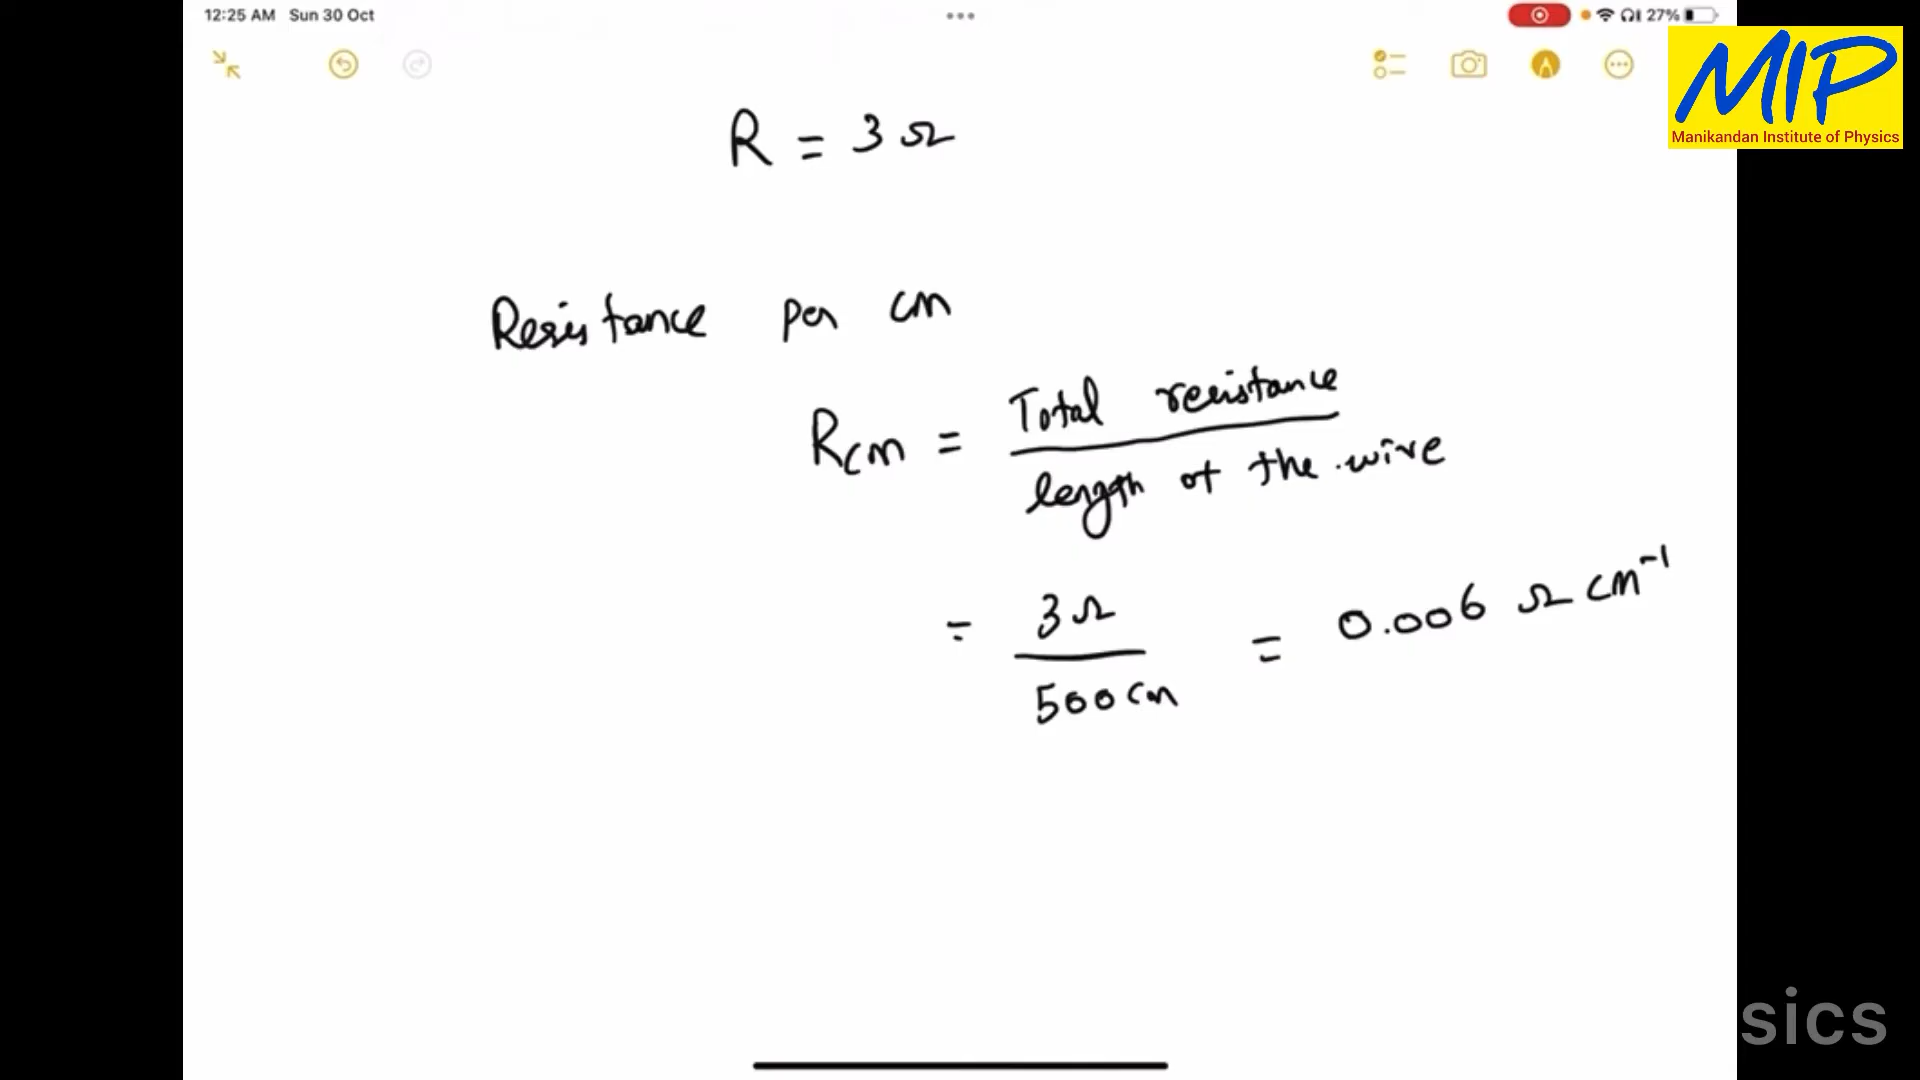 12:25 AM Sun 30 Oct
27%
MIP
Manikandan Institute of Physics
R = 3 Ω
Resistance per cm
Rcm = Total resistance / length of the wire
= 3 Ω / 500 cm = 0.006 Ω cm⁻¹
sics